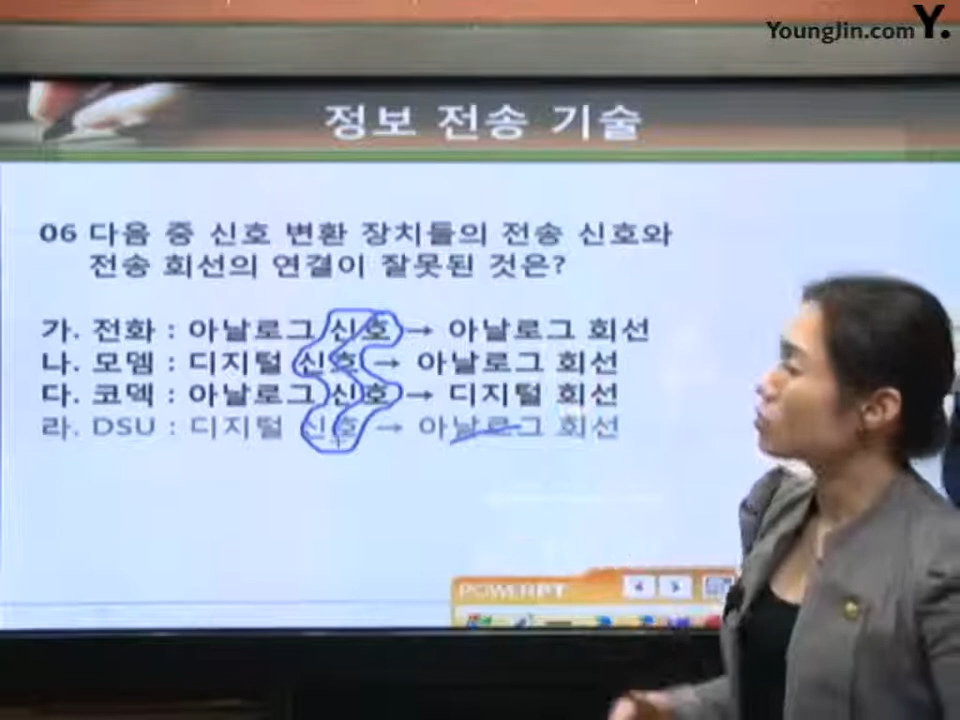 YoungJin.com Y.
정보 전송 기술
06 다음 중 신호 변환 장치들의 전송 신호와
전송 회선의 연결이 잘못된 것은?
가. 전화 : 아날로그 신호 → 아날로그 회선
나. 모뎀 : 디지털 신호 → 아날로그 회선
다. 코덱 : 아날로그 신호 → 디지털 회선
라. DSU : 디지털 신호 → 아날로그 회선
POWERPT